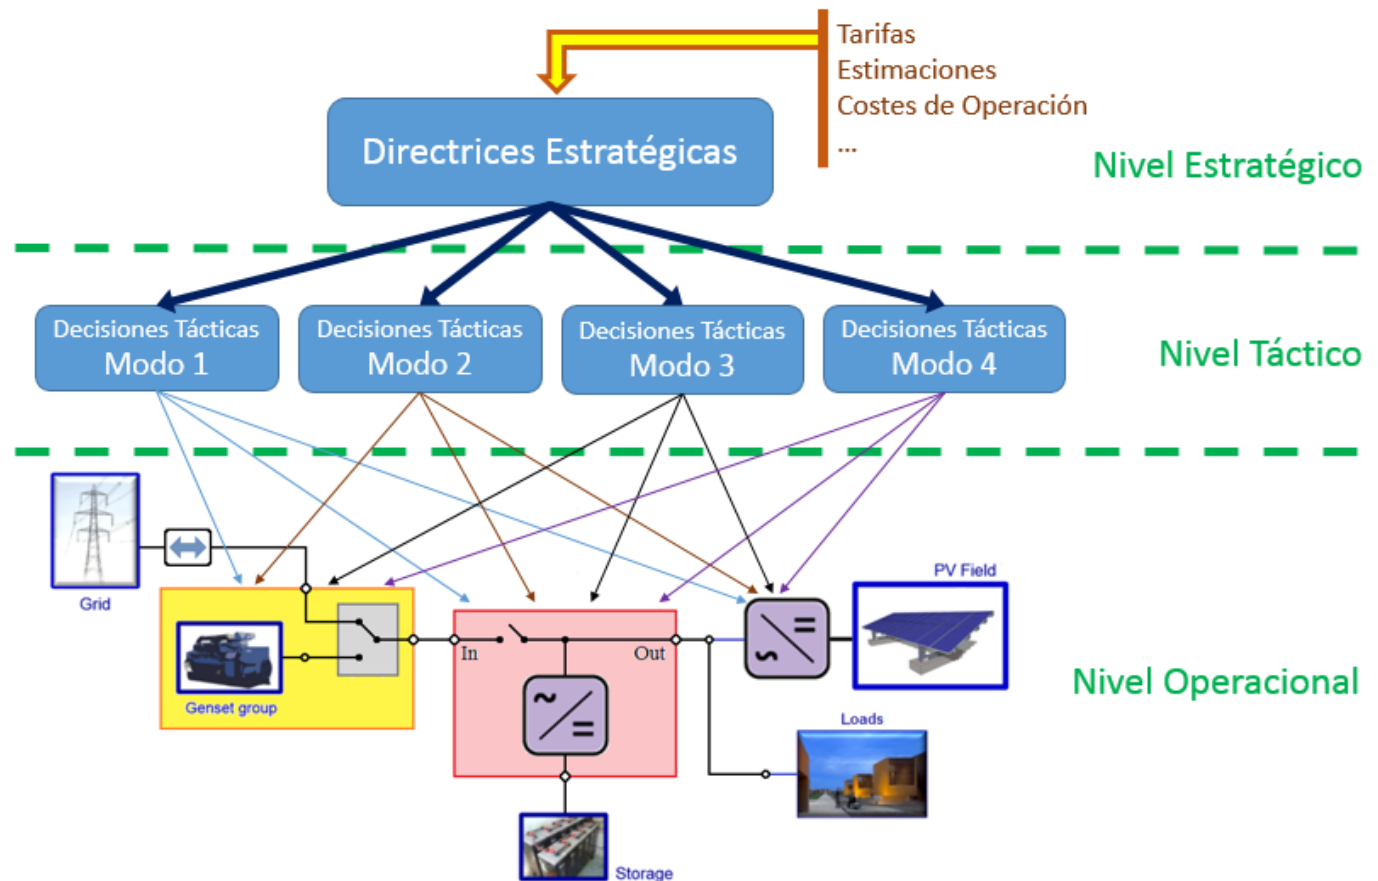 Tarifas
Estimaciones
Costes de Operación
...
Directrices Estratégicas
Nivel Estratégico
Decisiones Tácticas
Modo 1
Decisiones Tácticas
Modo 2
Decisiones Tácticas
Modo 3
Decisiones Tácticas
Modo 4
Nivel Táctico
Grid
PV Field
In
Out
Genset group
Nivel Operacional
Loads
Storage